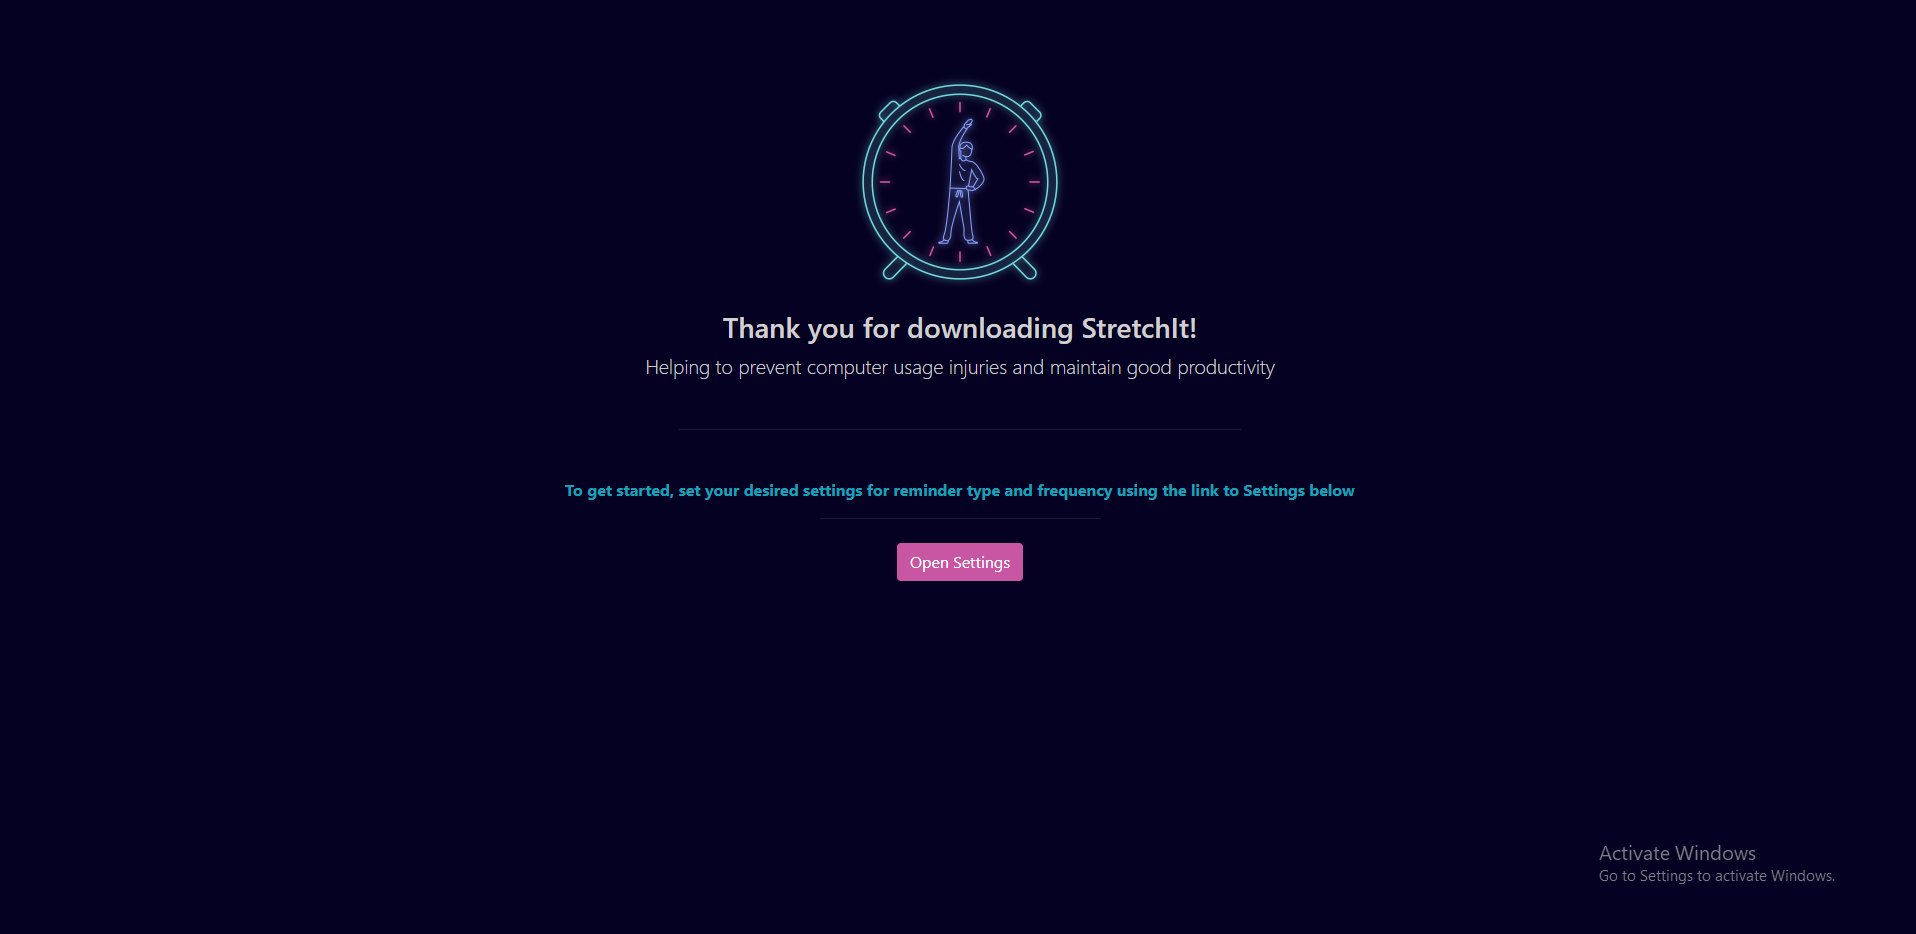 Thank you for downloading StretchIt!
Helping to prevent computer usage injuries and maintain good productivity
To get started, set your desired settings for reminder type and frequency using the link to Settings below
Open Settings
Activate Windows
Go to Settings to activate Windows.